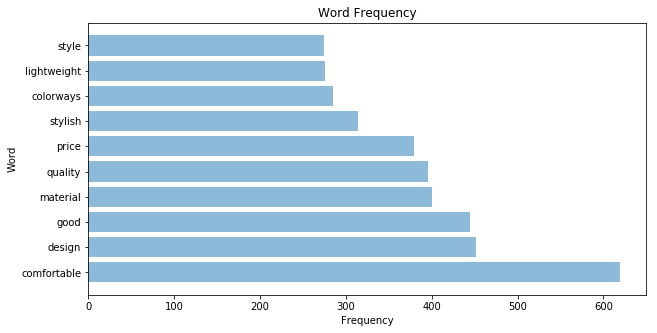 Word Frequency
style
lightweight
colorways
stylish
price
quality
material
good
design
comfortable
Word
0 100 200 300 400 500 600
Frequency